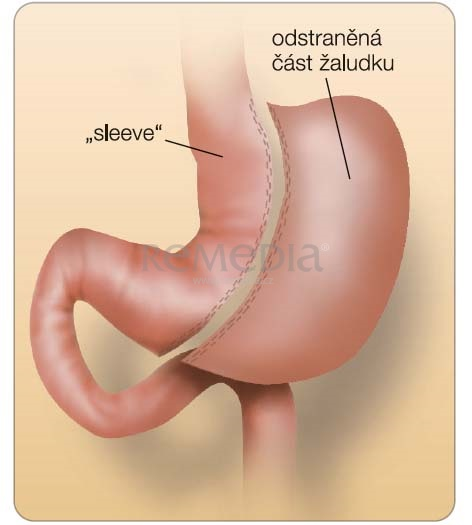 odstraněná
část žaludku
„sleeve“
Remedia